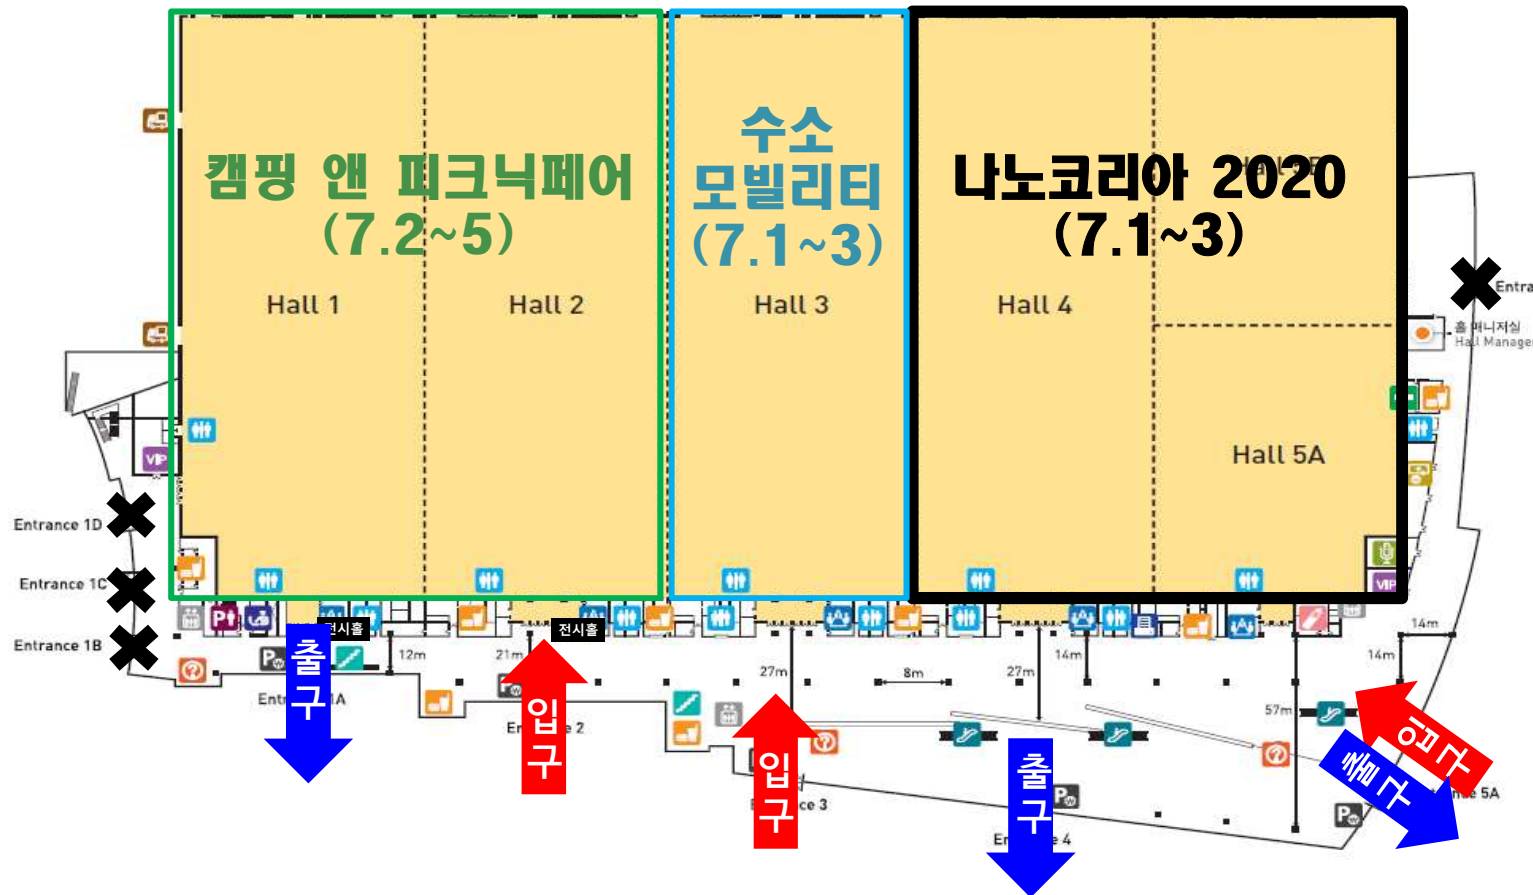 캠핑 앤 피크닉페어
(7.2~5)
수소
모빌리티
(7.1~3)
나노코리아 2020
(7.1~3)
Hall 1
Hall 2
Hall 3
Hall 4
Hall 5A
홀 매니저실
Hall Manager
VIP
Entrance 1D
Entrance 1C
Entrance 1B
VIP
전시홀
전시홀
12m
21m
27m
8m
27m
14m
14m
14m
57m
출구
입구
입구
출구
입구
출구